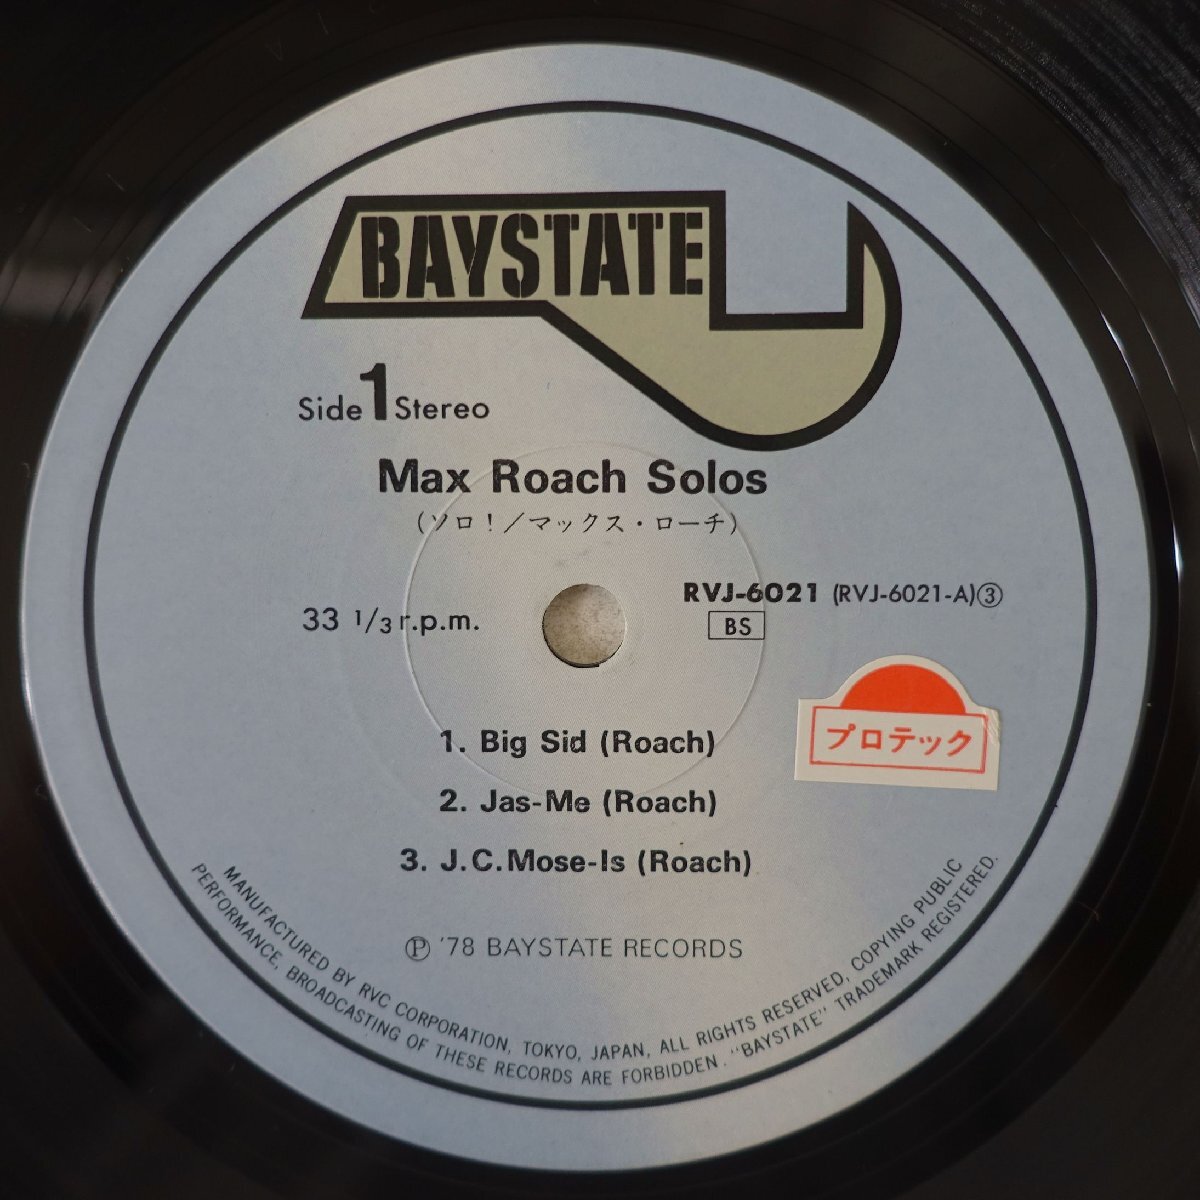 BAYSTATE
Side 1 Stereo
Max Roach Solos
(ソロ！／マックス・ローチ)
33 1/3 r.p.m.
RVJ-6021 (RVJ-6021-A)③
BS
プロテック
1. Big Sid (Roach)
2. Jas-Me (Roach)
3. J.C.Mose-Is (Roach)
Ⓟ '78 BAYSTATE RECORDS
MANUFACTURED BY RVC CORPORATION, TOKYO, JAPAN, ALL RIGHTS RESERVED, COPYING PUBLIC
PERFORMANCE, BROADCASTING OF THESE RECORDS ARE FORBIDDEN. "BAYSTATE" TRADEMARK REGISTERED.